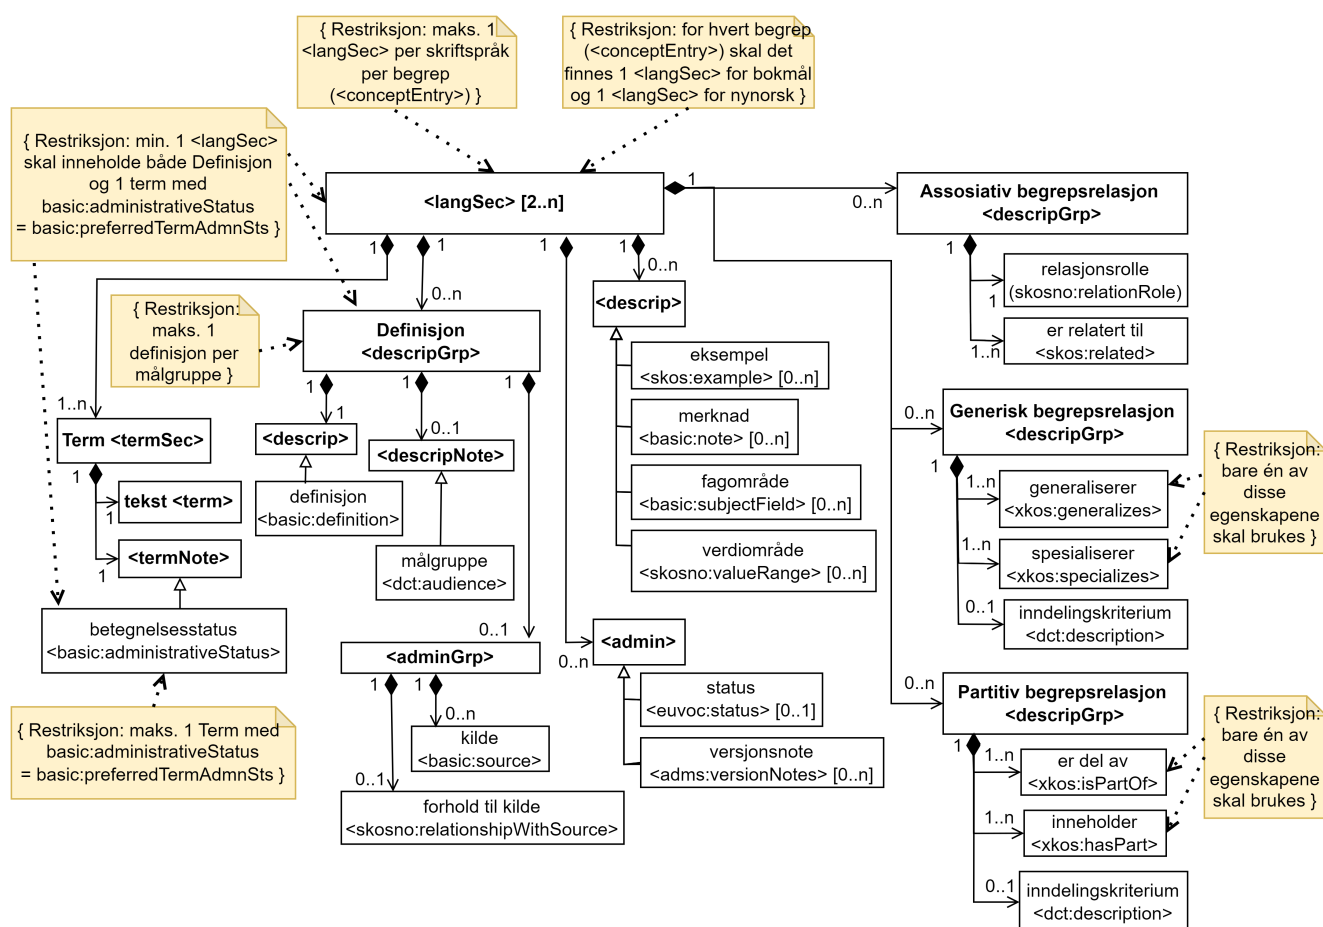 { Restriksjon: maks. 1
<langSec> per skriftspråk
per begrep
(<conceptEntry>) }
{ Restriksjon: for hvert begrep
(<conceptEntry>) skal det
finnes 1 <langSec> for bokmål
og 1 <langSec> for nynorsk }
{ Restriksjon: min. 1 <langSec>
skal inneholde både Definisjon
og 1 term med
basic:administrativeStatus
= basic:preferredTermAdmnSts }
<langSec> [2..n]
1
1
1
1
1
0..n
Assosiativ begrepsrelasjon
<descripGrp>
1
relasjonsrolle
(skosno:relationRole)
1
er relatert til
<skos:related>
1..n
{ Restriksjon:
maks. 1
definisjon per
målgruppe }
0..n
Definisjon
<descripGrp>
1
1
1
0..n
<descrip>
eksempel
<skos:example> [0..n]
merknad
<basic:note> [0..n]
fagområde
<basic:subjectField> [0..n]
verdiområde
<skosno:valueRange> [0..n]
1..n
Term <termSec>
1
tekst <term>
1
<termNote>
1
betegnelsesstatus
<basic:administrativeStatus>
{ Restriksjon: maks. 1 Term med
basic:administrativeStatus
= basic:preferredTermAdmnSts }
1
<descrip>
definisjon
<basic:definition>
0..1
<descripNote>
målgruppe
<dct:audience>
0..1
<adminGrp>
1
1
0..n
kilde
<basic:source>
0..1
forhold til kilde
<skosno:relationshipWithSource>
0..n
<admin>
status
<euvoc:status> [0..1]
versjonsnote
<adms:versionNotes> [0..n]
0..n
Generisk begrepsrelasjon
<descripGrp>
1
1..n
generaliserer
<xkos:generalizes>
1..n
spesialiserer
<xkos:specializes>
0..1
inndelingskriterium
<dct:description>
{ Restriksjon:
bare én av
disse
egenskapene
skal brukes }
0..n
Partitiv begrepsrelasjon
<descripGrp>
1
1..n
er del av
<xkos:isPartOf>
1..n
inneholder
<xkos:hasPart>
0..1
inndelingskriterium
<dct:description>
{ Restriksjon:
bare én av
disse
egenskapene
skal brukes }